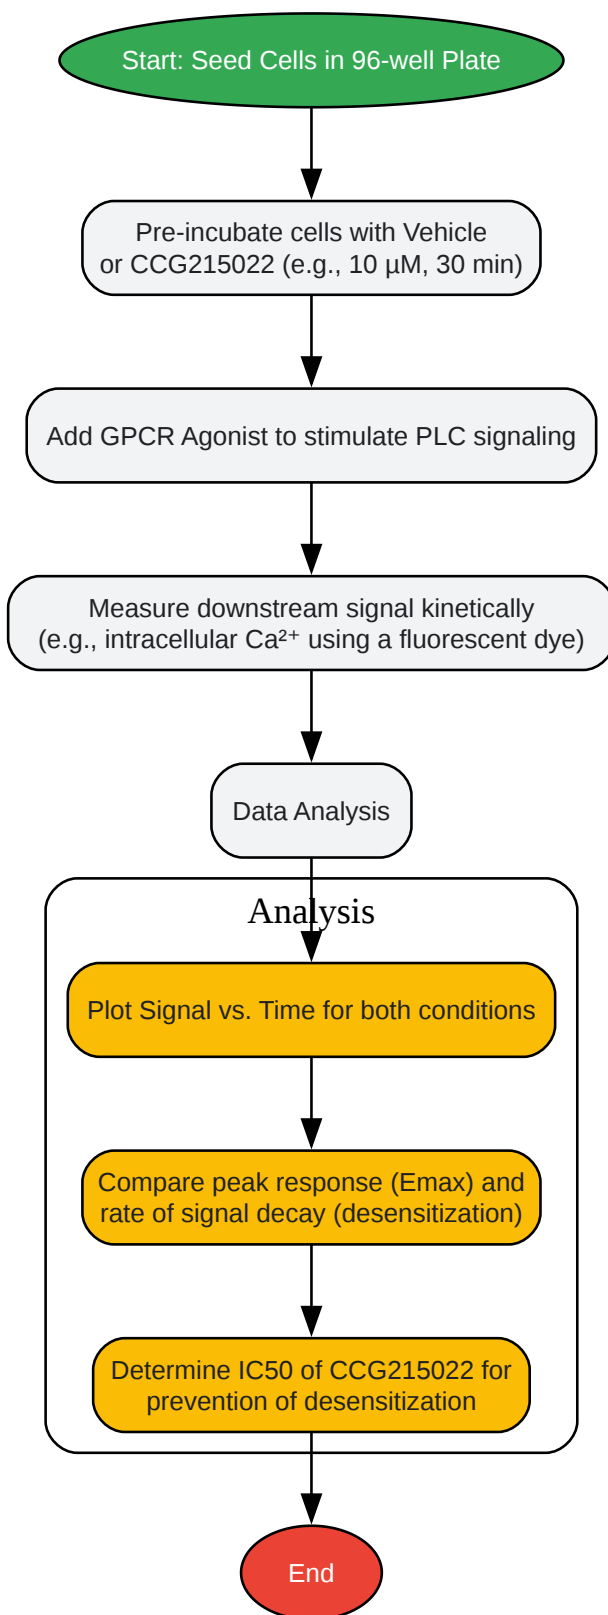 Start: Seed Cells in 96-well Plate
Pre-incubate cells with Vehicle
or CCG215022 (e.g., 10 µM, 30 min)
Add GPCR Agonist to stimulate PLC signaling
Measure downstream signal kinetically
(e.g., intracellular Ca²⁺ using a fluorescent dye)
Data Analysis
Analysis
Plot Signal vs. Time for both conditions
Compare peak response (Emax) and
rate of signal decay (desensitization)
Determine IC50 of CCG215022 for
prevention of desensitization
End